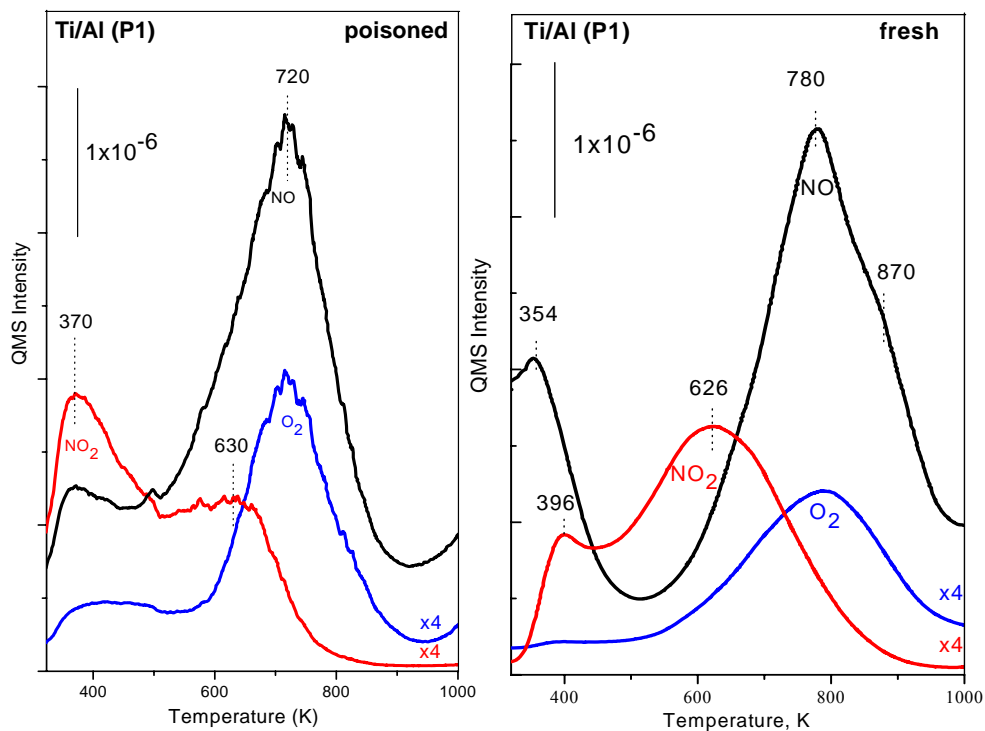 Ti/Al (P1) poisoned
720
1x10-6
NO
370
NO2
O2
630
x4
x4
QMS Intensity
400 600 800 1000
Temperature (K)
Ti/Al (P1) fresh
780
1x10-6
NO
870
354
626
NO2
396
O2
x4
x4
QMS Intensity
400 600 800 1000
Temperature, K